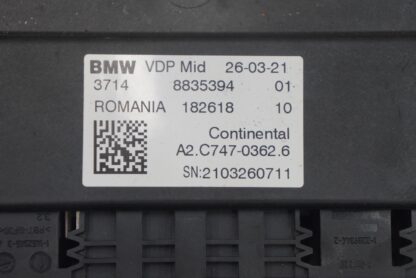 BMW VDP Mid 26-03-21
3714 8835394 01
ROMANIA 182618 10
Continental
A2.C747-0362.6
SN:2103260711